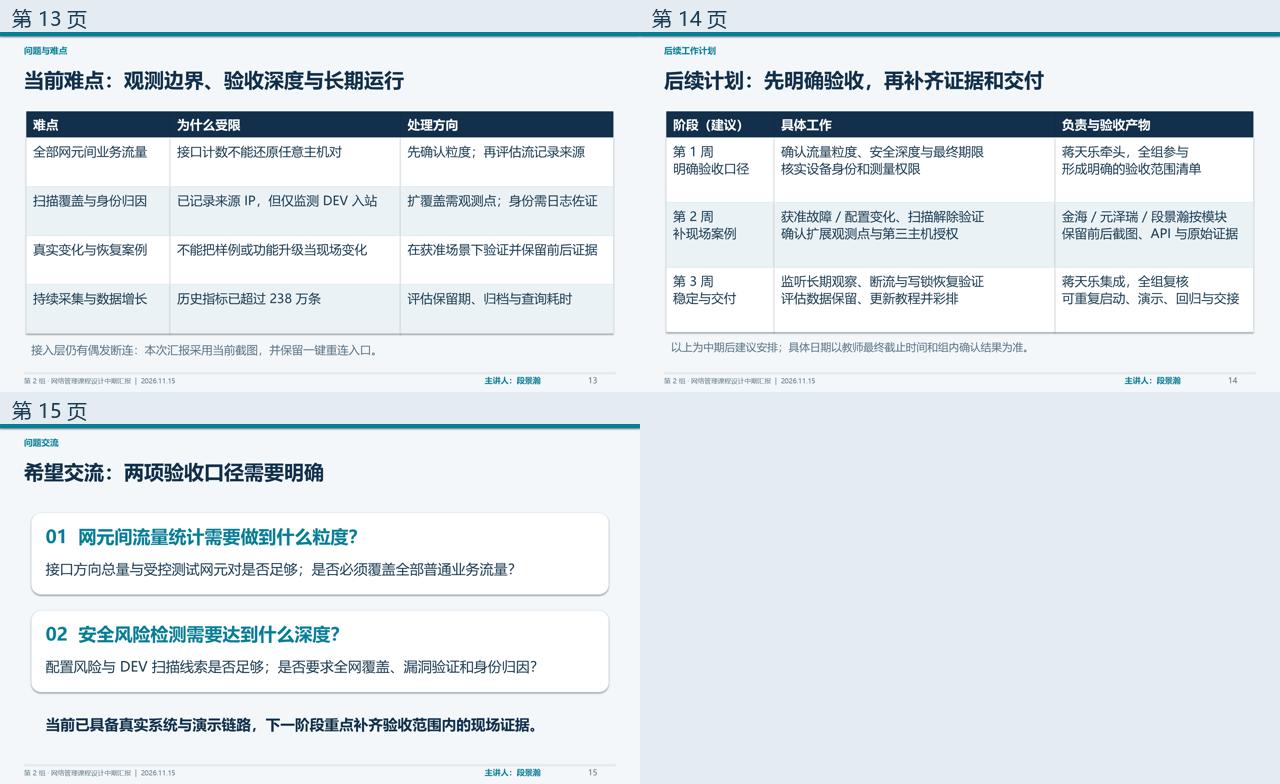 第 13 页
问题与难点
当前难点：观测边界、验收深度与长期运行
难点 为什么受限 处理方向
全部网元间业务流量 接口计数不能还原任意主机对 先确认粒度；再评估流记录来源
扫描覆盖与身份归因 已记录来源 IP，但仅监测 DEV 入站 扩覆盖需观测点；身份需日志佐证
真实变化与恢复案例 不能把样例或功能升级当现场变化 在获准场景下验证并保留前后证据
持续采集与数据增长 历史指标已超过 238 万条 评估保留期、归档与查询耗时
接入层仍有偶发断连：本次汇报采用当前截图，并保留一键重连入口。
第 2 组 · 网络管理课程设计中期汇报 | 2026.11.15 主讲人：段景瀚 13
第 14 页
后续工作计划
后续计划：先明确验收，再补齐证据和交付
阶段（建议） 具体工作 负责与验收产物
第 1 周 确认流量粒度、安全深度与最终期限 蒋天乐牵头，全组参与
明确验收口径 核实设备身份和测量权限 形成明确的验收范围清单
第 2 周 获准故障 / 配置变化、扫描解除验证 金海 / 元泽瑞 / 段景瀚按模块
补现场案例 确认扩展观测点与第三主机授权 保留前后截图、API 与原始证据
第 3 周 监听长期观察、断流与写锁恢复验证 蒋天乐集成，全组复核
稳定与交付 评估数据保留、更新教程并彩排 可重复启动、演示、回归与交接
以上为中期后建议安排；具体日期以教师最终截止时间和组内确认结果为准。
第 2 组 · 网络管理课程设计中期汇报 | 2026.11.15 主讲人：段景瀚 14
第 15 页
问题交流
希望交流：两项验收口径需要明确
01 网元间流量统计需要做到什么粒度？
接口方向总量与受控测试网元对是否足够；是否必须覆盖全部普通业务流量？
02 安全风险检测需要达到什么深度？
配置风险与 DEV 扫描线索是否足够；是否要求全网覆盖、漏洞验证和身份归因？
当前已具备真实系统与演示链路，下一阶段重点补齐验收范围内的现场证据。
第 2 组 · 网络管理课程设计中期汇报 | 2026.11.15 主讲人：段景瀚 15